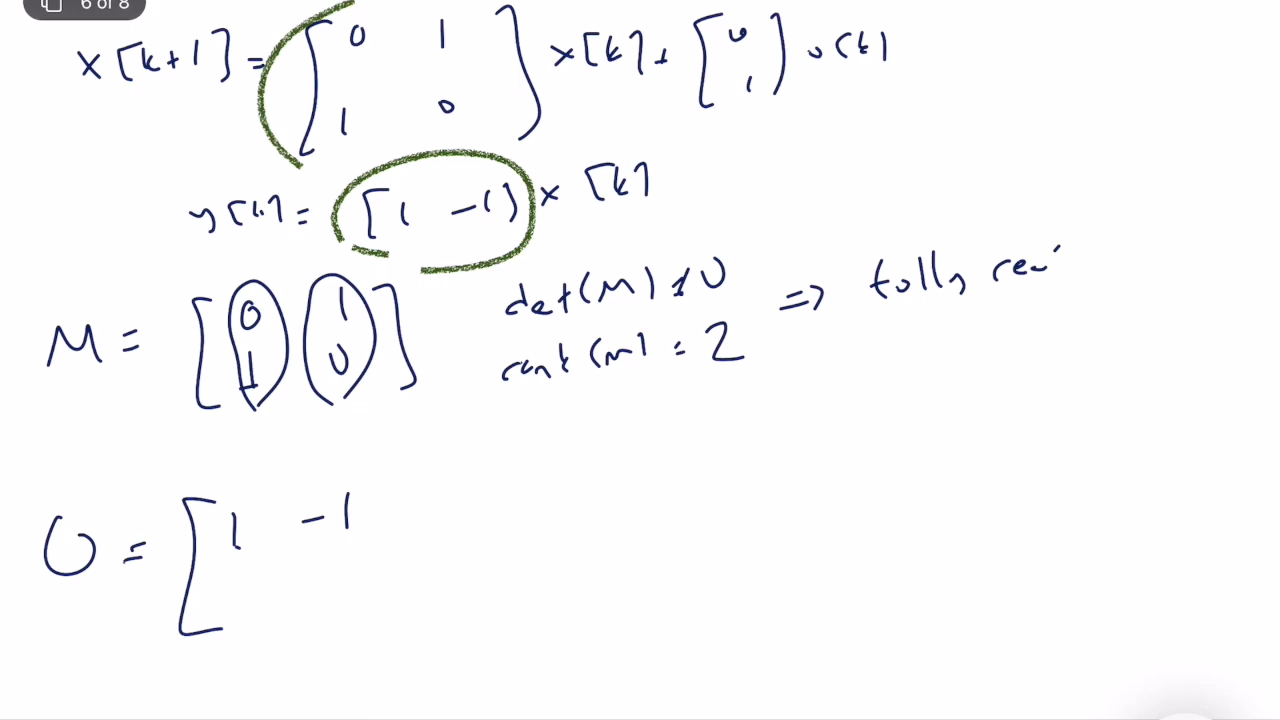 6 of 8
x[k+1] = [0 1; 1 0] x[k] + [0; 1] u[k]
y[k] = [1 -1] x[k]
M = [0 1; 1 0] det(M) ≠ 0 => fully rea
rank(M) = 2
O = [1 -1